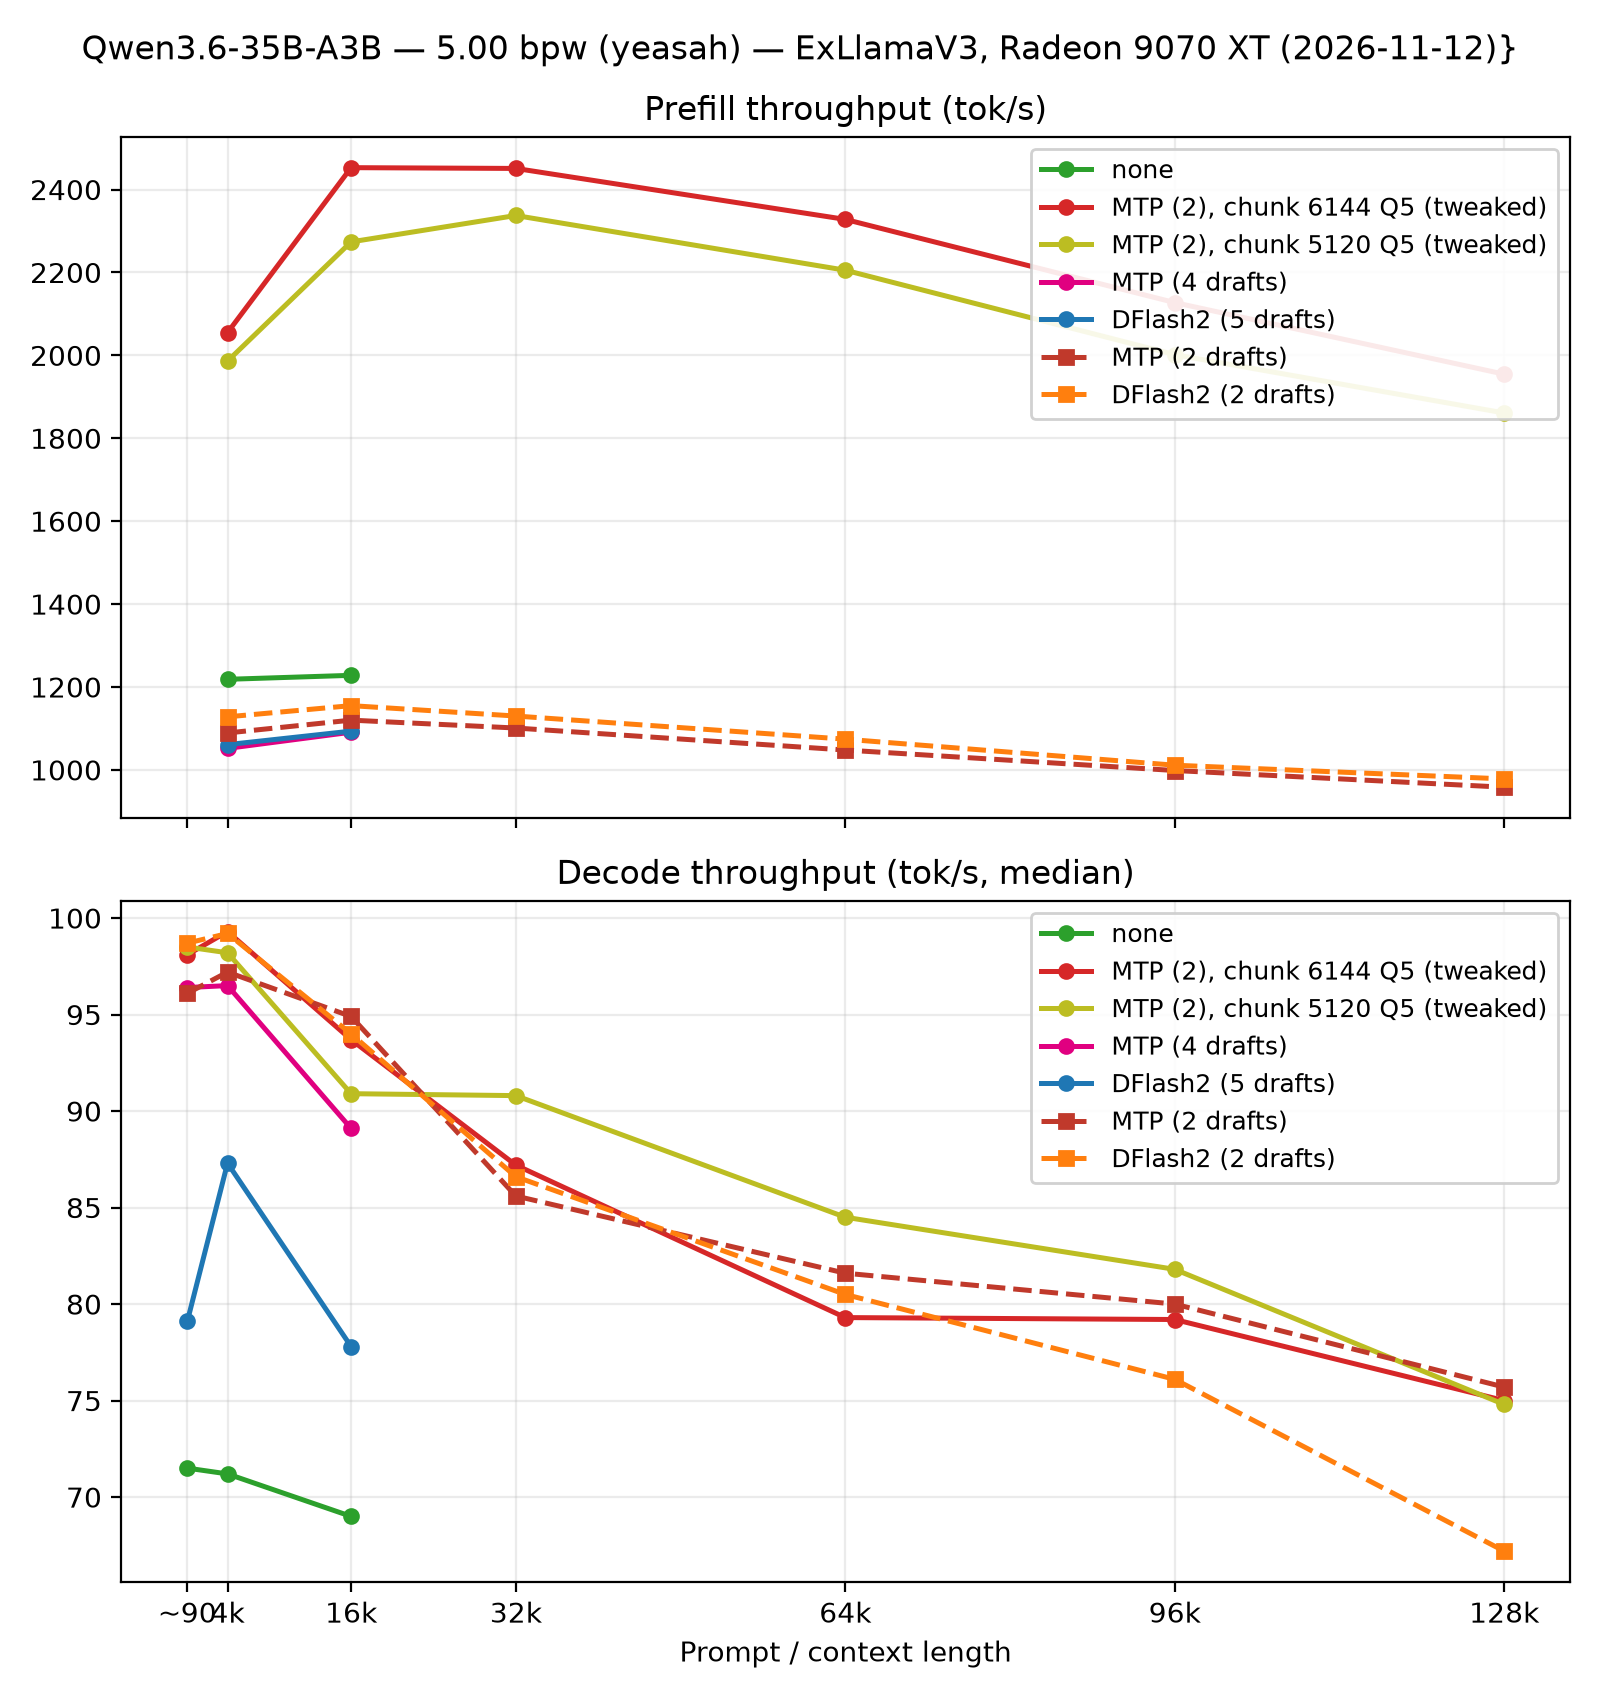 Qwen3.6-35B-A3B — 5.00 bpw (yeasah) — ExLlamaV3, Radeon 9070 XT (2026-11-12)}
Prefill throughput (tok/s)
2400
2200
2000
1800
1600
1400
1200
1000
none
MTP (2), chunk 6144 Q5 (tweaked)
MTP (2), chunk 5120 Q5 (tweaked)
MTP (4 drafts)
DFlash2 (5 drafts)
MTP (2 drafts)
DFlash2 (2 drafts)
Decode throughput (tok/s, median)
100
95
90
85
80
75
70
none
MTP (2), chunk 6144 Q5 (tweaked)
MTP (2), chunk 5120 Q5 (tweaked)
MTP (4 drafts)
DFlash2 (5 drafts)
MTP (2 drafts)
DFlash2 (2 drafts)
~90 4k 16k 32k 64k 96k 128k
Prompt / context length